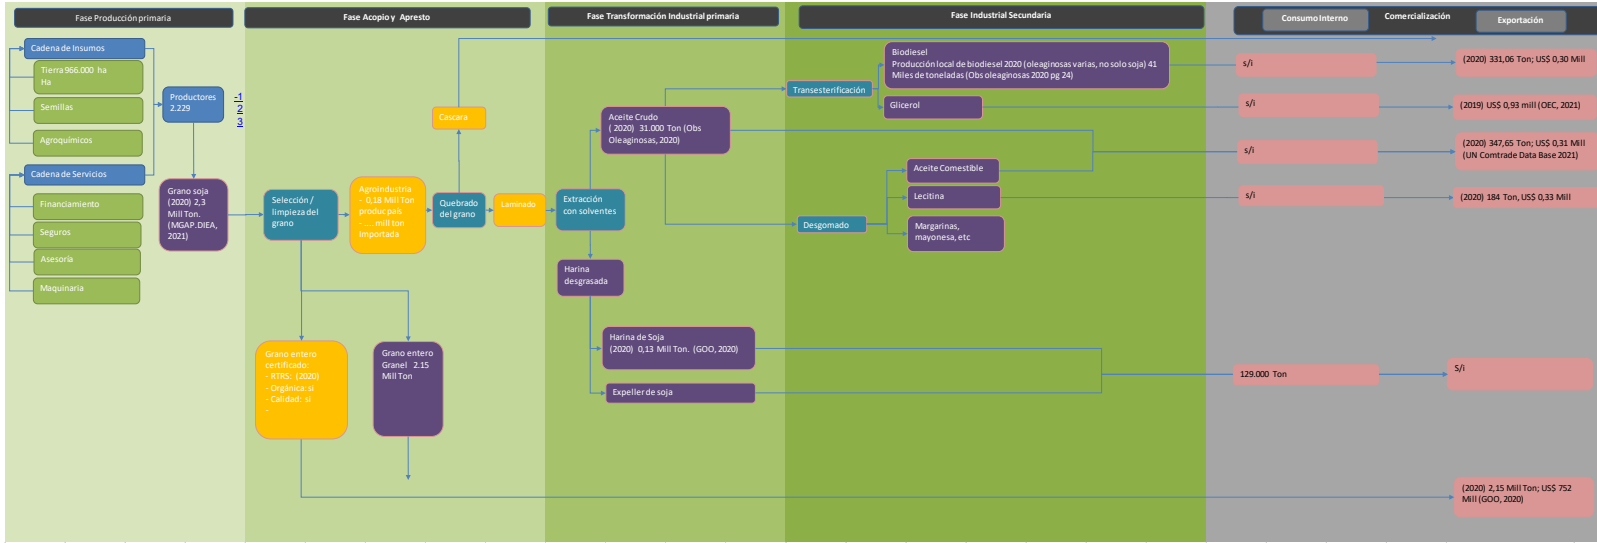 Fase Producción primaria
Fase Acopio y Apresto
Fase Transformación Industrial primaria
Fase Industrial Secundaria
Consumo Interno
Comercialización
Exportación
Cadena de Insumos
Tierra 966.000 ha
Ha
Semillas
Agroquímicos
Cadena de Servicios
Financiamiento
Seguros
Asesoría
Maquinaria
Productores
2.229
-1
2
3
Grano soja
(2020) 2,3
Mill Ton.
(MGAP.DIEA,
2021)
Selección /
limpieza del
grano
Agroindustria
- 0,18 Mill Ton
produc país
- .....mill ton
Importada
Cascara
Quebrado
del grano
Laminado
Grano entero
certificado:
- RTRS: (2020)
- Orgánica: si
- Calidad: si
-
Grano entero
Granel 2.15
Mill Ton
Extracción
con solventes
Aceite Crudo
( 2020) 31.000 Ton (Obs
Oleaginosas, 2020)
Harina
desgrasada
Harina de Soja
(2020) 0,13 Mill Ton. (GOO, 2020)
Expeller de soja
Transesterificación
Biodiesel
Producción local de biodiesel 2020 (oleaginosas varias, no solo soja) 41
Miles de toneladas (Obs oleaginosas 2020 pg 24)
Glicerol
Desgomado
Aceite Comestible
Lecitina
Margarinas,
mayonesa, etc
s/i
(2020) 331,06 Ton; US$ 0,30 Mill
s/i
(2019) US$ 0,93 mill (OEC, 2021)
s/i
(2020) 347,65 Ton; US$ 0,31 Mill
(UN Comtrade Data Base 2021)
s/i
(2020) 184 Ton, US$ 0,33 Mill
129.000 Ton
S/i
(2020) 2,15 Mill Ton; US$ 752
Mill (GOO, 2020)